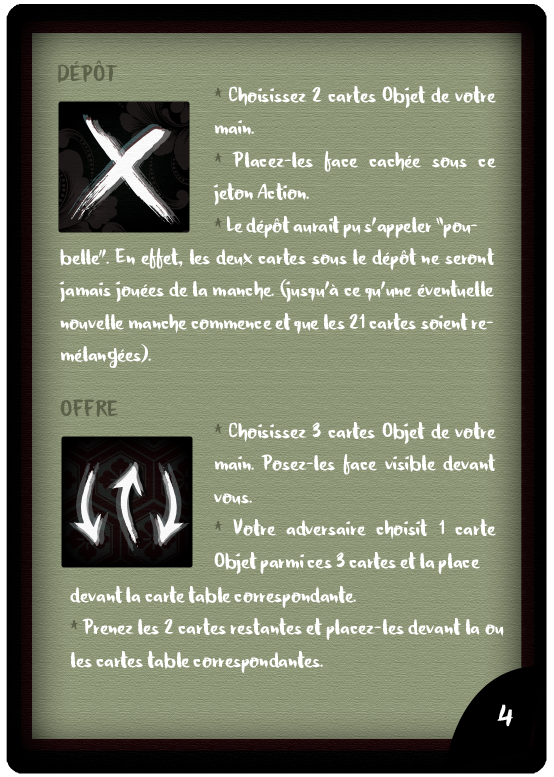 DÉPÔT
* Choisissez 2 cartes Objet de votre
main.
* Placez-les face cachée sous ce
jeton Action.
* Le dépôt aurait pu s'appeler "pou-
belle". En effet, les deux cartes sous le dépôt ne seront
jamais jouées de la manche. (jusqu'à ce qu'une éventuelle
nouvelle manche commence et que les 21 cartes soient re-
mélangées).
OFFRE
* Choisissez 3 cartes Objet de votre
main. Posez-les face visible devant
vous.
* Votre adversaire choisit 1 carte
Objet parmi ces 3 cartes et la place
devant la carte table correspondante.
* Prenez les 2 cartes restantes et placez-les devant la ou
les cartes table correspondantes.
4